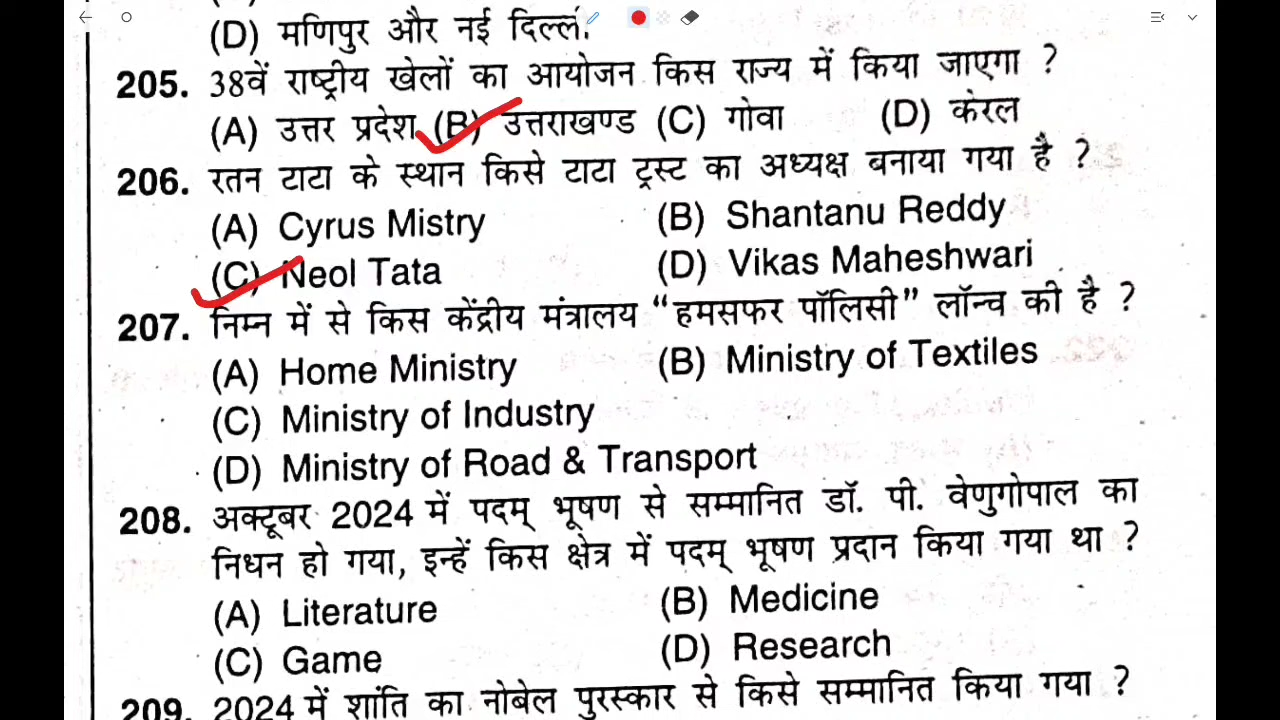 (D) मणिपुर और नई दिल्ली.
205. 38वें राष्ट्रीय खेलों का आयोजन किस राज्य में किया जाएगा ?
(A) उत्तर प्रदेश (B) उत्तराखण्ड (C) गोवा (D) केरल
206. रतन टाटा के स्थान किसे टाटा ट्रस्ट का अध्यक्ष बनाया गया है ?
(A) Cyrus Mistry (B) Shantanu Reddy
(C) Neol Tata (D) Vikas Maheshwari
207. निम्न में से किस केंद्रीय मंत्रालय “हमसफर पॉलिसी” लॉन्च की है ?
(A) Home Ministry (B) Ministry of Textiles
(C) Ministry of Industry
(D) Ministry of Road & Transport
208. अक्टूबर 2024 में पदम् भूषण से सम्मानित डॉ. पी. वेणुगोपाल का
निधन हो गया, इन्हें किस क्षेत्र में पदम् भूषण प्रदान किया गया था ?
(A) Literature (B) Medicine
(C) Game (D) Research
209. 2024 में शांति का नोबेल पुरस्कार से किसे सम्मानित किया गया ?